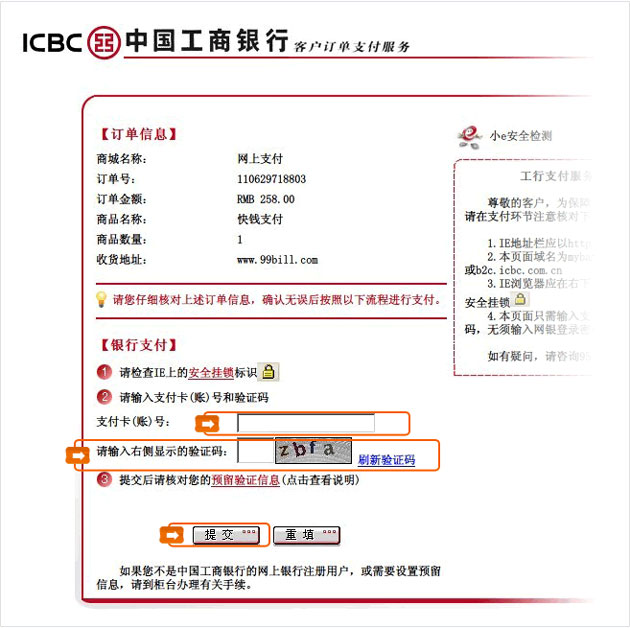 ICBC 中国工商银行 客户订单支付服务
【订单信息】
商城名称： 网上支付
订单号： 110629718803
订单金额： RMB 258.00
商品名称： 快钱支付
商品数量： 1
收货地址： www.99bill.com
请您仔细核对上述订单信息，确认无误后按照以下流程进行支付。
【银行支付】
1 请检查IE上的安全挂锁标识
2 请输入支付卡(账)号和验证码
支付卡(账)号：
请输入右侧显示的验证码： zbfa 刷新验证码
3 提交后请核对您的预留验证信息(点击查看说明)
提 交 重 填
如果您不是中国工商银行的网上银行注册用户，或需要设置预留
信息，请到柜台办理有关手续。
小e安全检测
工行支付服务
尊敬的客户，为保障
请在支付环节注意核对下
1.IE地址栏应以http
2.本页面域名为myba
或b2c.icbc.com.cn
3.IE浏览器应在右下
安全挂锁
4.本页面只需输入支
码，无须输入网银登录密
如有疑问，请咨询9